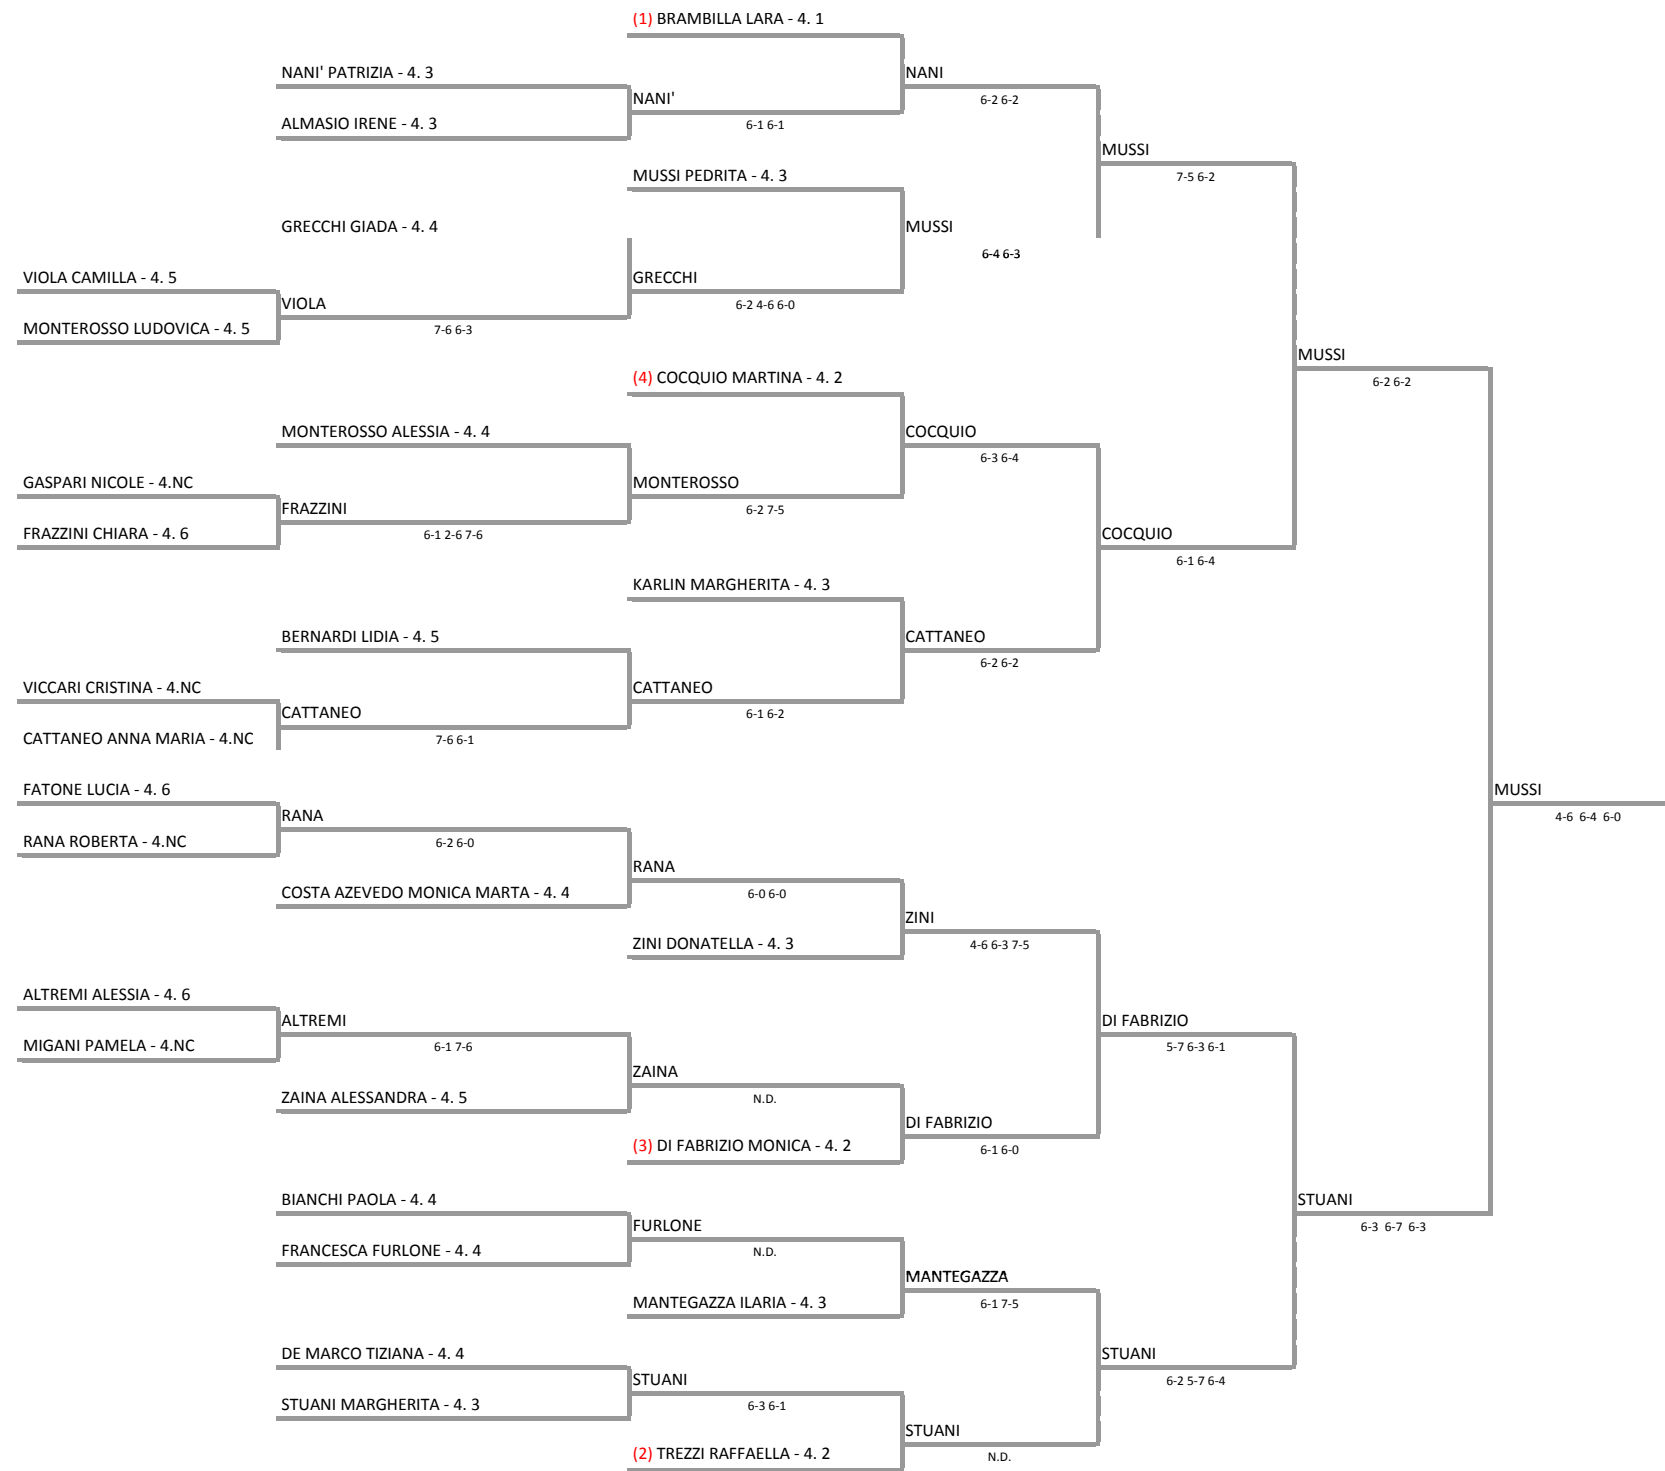 (1) BRAMBILLA LARA - 4. 1
NANI' PATRIZIA - 4. 3
NANI
6-2 6-2
NANI'
ALMASIO IRENE - 4. 3
6-1 6-1
MUSSI
7-5 6-2
MUSSI PEDRITA - 4. 3
GRECCHI GIADA - 4. 4
MUSSI
6-4 6-3
VIOLA CAMILLA - 4. 5
GRECCHI
6-2 4-6 6-0
VIOLA
MONTEROSSO LUDOVICA - 4. 5
7-6 6-3
MUSSI
6-2 6-2
(4) COCQUIO MARTINA - 4. 2
MONTEROSSO ALESSIA - 4. 4
COCQUIO
6-3 6-4
GASPARI NICOLE - 4.NC
MONTEROSSO
6-2 7-5
FRAZZINI
FRAZZINI CHIARA - 4. 6
6-1 2-6 7-6
COCQUIO
6-1 6-4
KARLIN MARGHERITA - 4. 3
BERNARDI LIDIA - 4. 5
CATTANEO
6-2 6-2
VICCARI CRISTINA - 4.NC
CATTANEO
6-1 6-2
CATTANEO
CATTANEO ANNA MARIA - 4.NC
7-6 6-1
FATONE LUCIA - 4. 6
MUSSI
4-6 6-4 6-0
RANA
RANA ROBERTA - 4.NC
6-2 6-0
RANA
6-0 6-0
COSTA AZEVEDO MONICA MARTA - 4. 4
ZINI
4-6 6-3 7-5
ZINI DONATELLA - 4. 3
ALTREMI ALESSIA - 4. 6
ALTREMI
DI FABRIZIO
MIGANI PAMELA - 4.NC
6-1 7-6
5-7 6-3 6-1
ZAINA
N.D.
ZAINA ALESSANDRA - 4. 5
DI FABRIZIO
6-1 6-0
(3) DI FABRIZIO MONICA - 4. 2
BIANCHI PAOLA - 4. 4
STUANI
6-3 6-7 6-3
FURLONE
FRANCESCA FURLONE - 4. 4
N.D.
MANTEGAZZA
6-1 7-5
MANTEGAZZA ILARIA - 4. 3
DE MARCO TIZIANA - 4. 4
STUANI
6-2 5-7 6-4
STUANI
STUANI MARGHERITA - 4. 3
6-3 6-1
STUANI
N.D.
(2) TREZZI RAFFAELLA - 4. 2